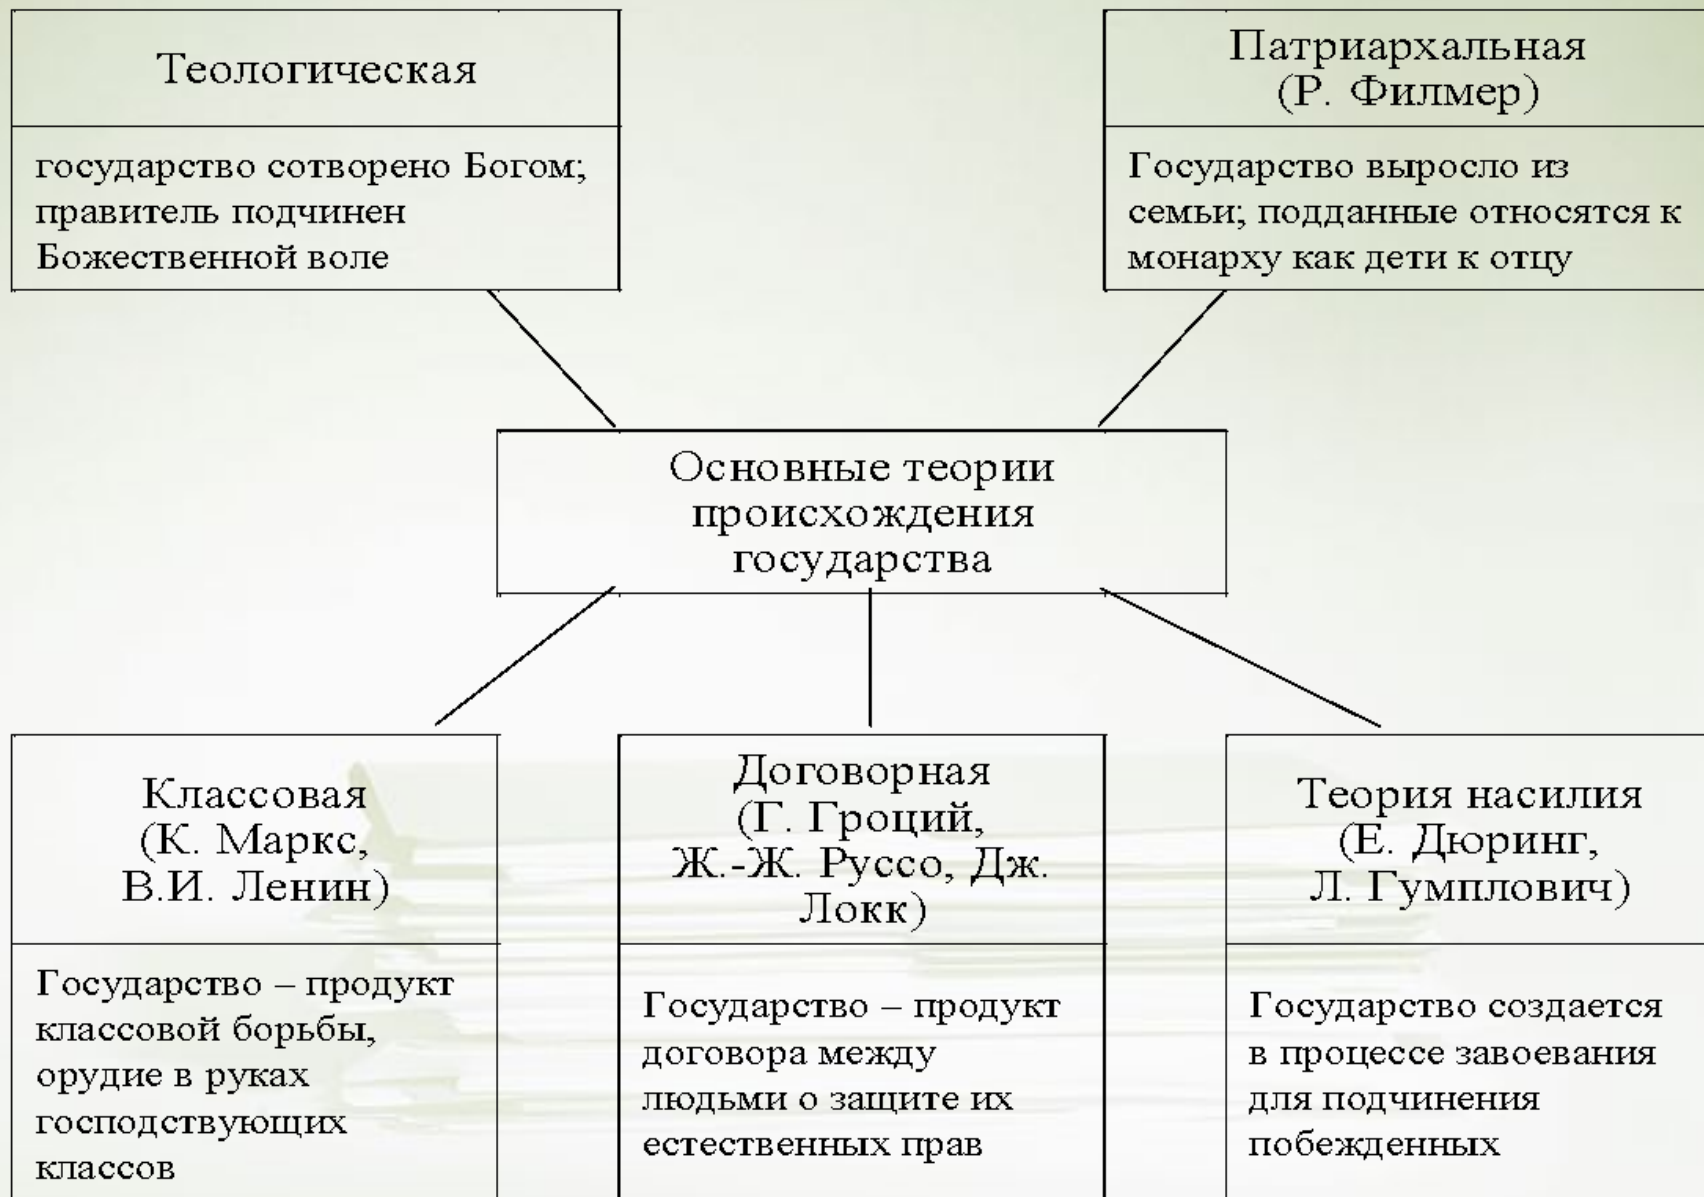 Теологическая
государство сотворено Богом;
правитель подчинен
Божественной воле
Патриархальная
(Р. Филмер)
Государство выросло из
семьи; подданные относятся к
монарху как дети к отцу
Основные теории
происхождения
государства
Классовая
(К. Маркс,
В.И. Ленин)
Государство – продукт
классовой борьбы,
орудие в руках
господствующих
классов
Договорная
(Г. Гроций,
Ж.-Ж. Руссо, Дж.
Локк)
Государство – продукт
договора между
людьми о защите их
естественных прав
Теория насилия
(Е. Дюринг,
Л. Гумплович)
Государство создается
в процессе завоевания
для подчинения
побежденных